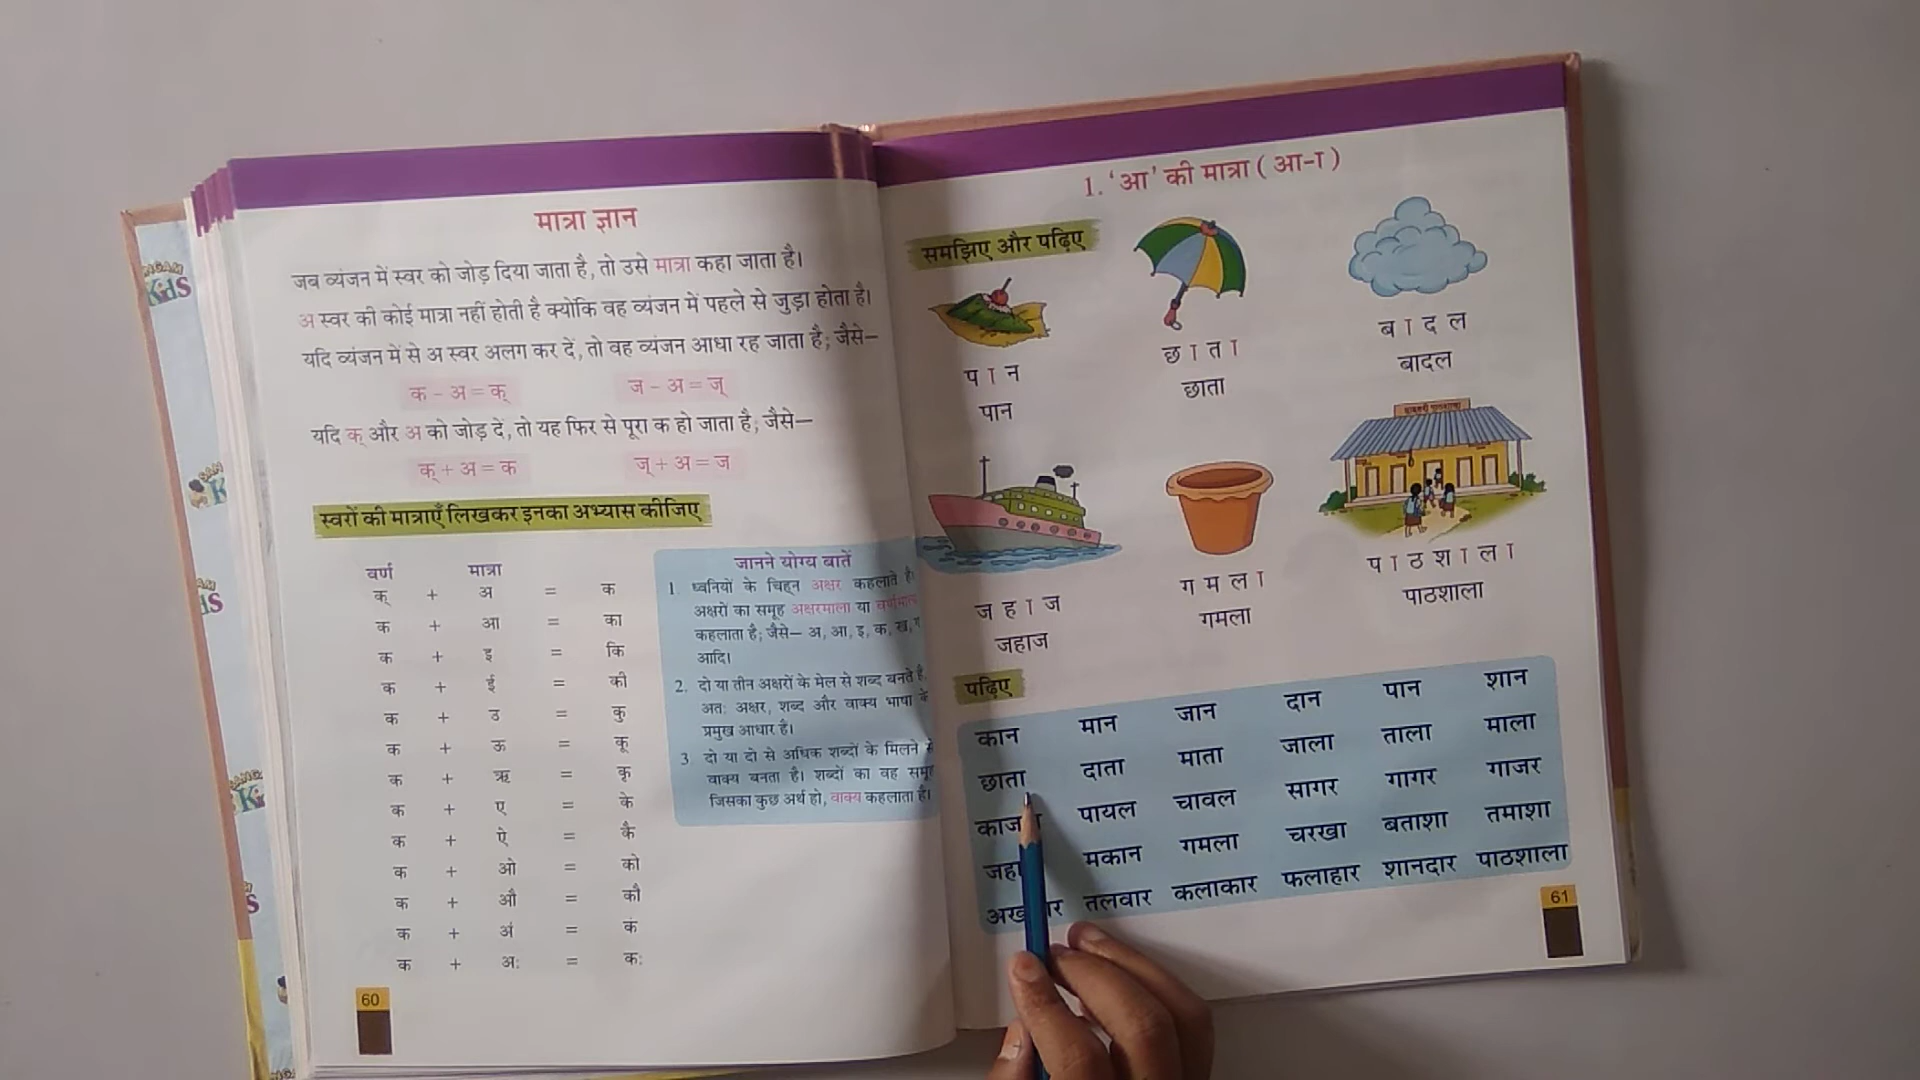 मात्रा ज्ञान
जब व्यंजन में स्वर को जोड़ दिया जाता है, तो उसे मात्रा कहा जाता है।
अ स्वर की कोई मात्रा नहीं होती है क्योंकि वह व्यंजन में पहले से जुड़ा होता है।
यदि व्यंजन में से अ स्वर अलग कर दें, तो वह व्यंजन आधा रह जाता है; जैसे—
क - अ = क् ज - अ = ज्
यदि क् और अ को जोड़ दें, तो यह फिर से पूरा क हो जाता है; जैसे—
क् + अ = क ज् + अ = ज
स्वरों की मात्राएँ लिखकर इनका अभ्यास कीजिए
वर्ण मात्रा
क् + अ = क
क + आ = का
क + इ = कि
क + ई = की
क + उ = कु
क + ऊ = कू
क + ऋ = कृ
क + ए = के
क + ऐ = कै
क + ओ = को
क + औ = कौ
क + अं = कं
क + अ: = क:
जानने योग्य बातें
1. ध्वनियों के चिह्न अक्षर कहलाते हैं।
अक्षरों का समूह अक्षरमाला या वर्णमाला
कहलाता है; जैसे— अ, आ, इ, क, ख, ग
आदि।
2. दो या तीन अक्षरों के मेल से शब्द बनते हैं,
अत: अक्षर, शब्द और वाक्य भाषा के
प्रमुख आधार हैं।
3 दो या दो से अधिक शब्दों के मिलने से
वाक्य बनता है। शब्दों का वह समूह
जिसका कुछ अर्थ हो, वाक्य कहलाता है।
60
1. ‘आ’ की मात्रा ( आ-ा )
समझिए और पढ़िए
प ा न
पान
छ ा त ा
छाता
ब ा द ल
बादल
ज ह ा ज
जहाज
ग म ल ा
गमला
प ा ठ श ा ल ा
पाठशाला
पढ़िए
कान मान जान दान पान शान
छाता दाता माता जाला ताला माला
पायल चावल सागर गागर गाजर
मकान गमला चरखा बताशा तमाशा
तलवार कलाकार फलाहार शानदार पाठशाला
61